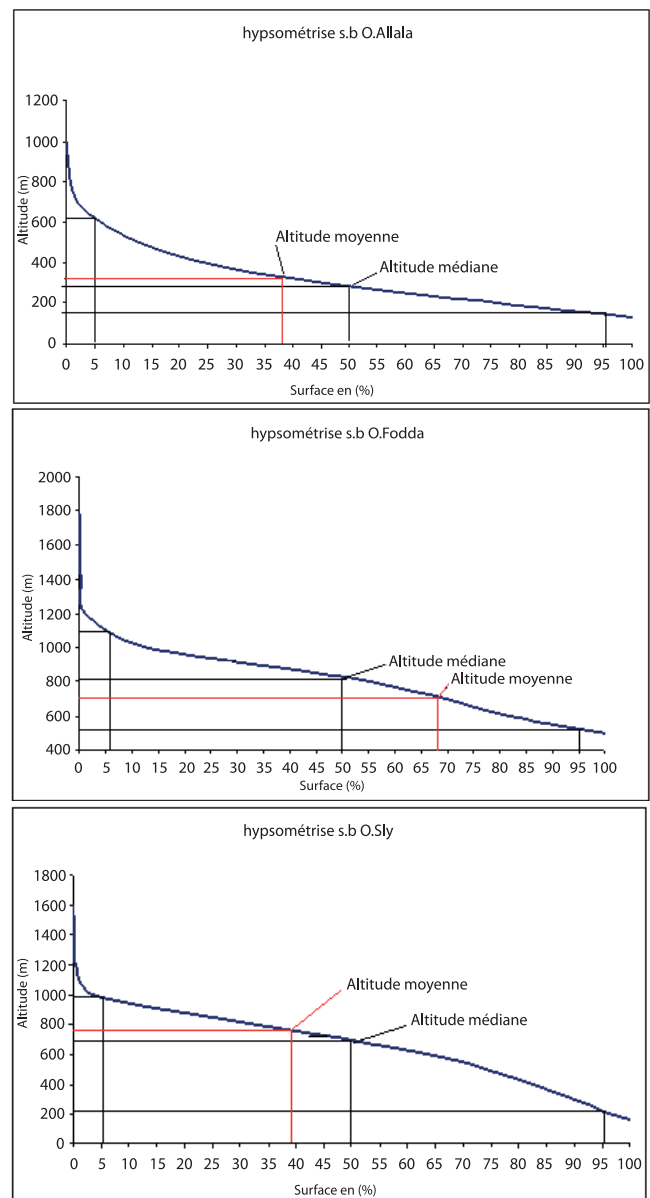 hypsométrise s.b O.Allala
1200
1000
800
600
400
200
0
Altitude (m)
Altitude moyenne
Altitude médiane
0 5 10 15 20 25 30 35 40 45 50 55 60 65 70 75 80 85 90 95 100
Surface en (%)
hypsométrise s.b O.Fodda
2000
1800
1600
1400
1200
1000
800
600
400
Altitude (m)
Altitude médiane
Altitude moyenne
0 5 10 15 20 25 30 35 40 45 50 55 60 65 70 75 80 85 90 95 100
Surface (%)
hypsométrise s.b O.Sly
1800
1600
1400
1200
1000
800
600
400
200
0
Altitude (m)
Altitude moyenne
Altitude médiane
0 5 10 15 20 25 30 35 40 45 50 55 60 65 70 75 80 85 90 95 100
Surface en (%)